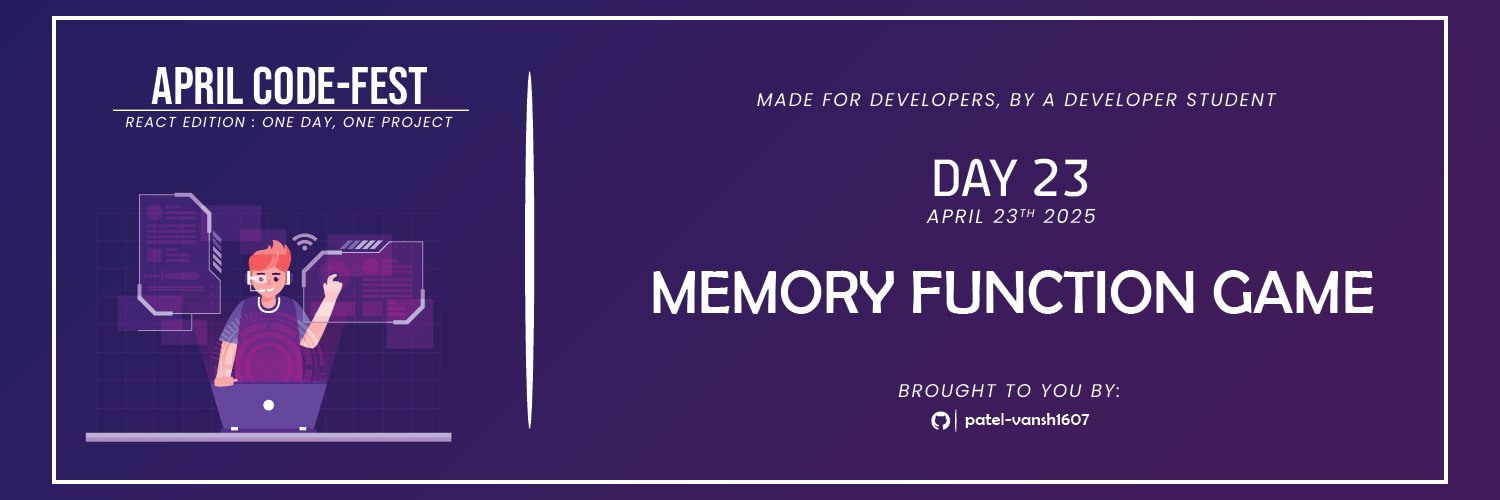 APRIL CODE-FEST
REACT EDITION : ONE DAY, ONE PROJECT
MADE FOR DEVELOPERS, BY A DEVELOPER STUDENT
DAY 23
APRIL 23TH 2025
MEMORY FUNCTION GAME
BROUGHT TO YOU BY:
patel-vansh1607